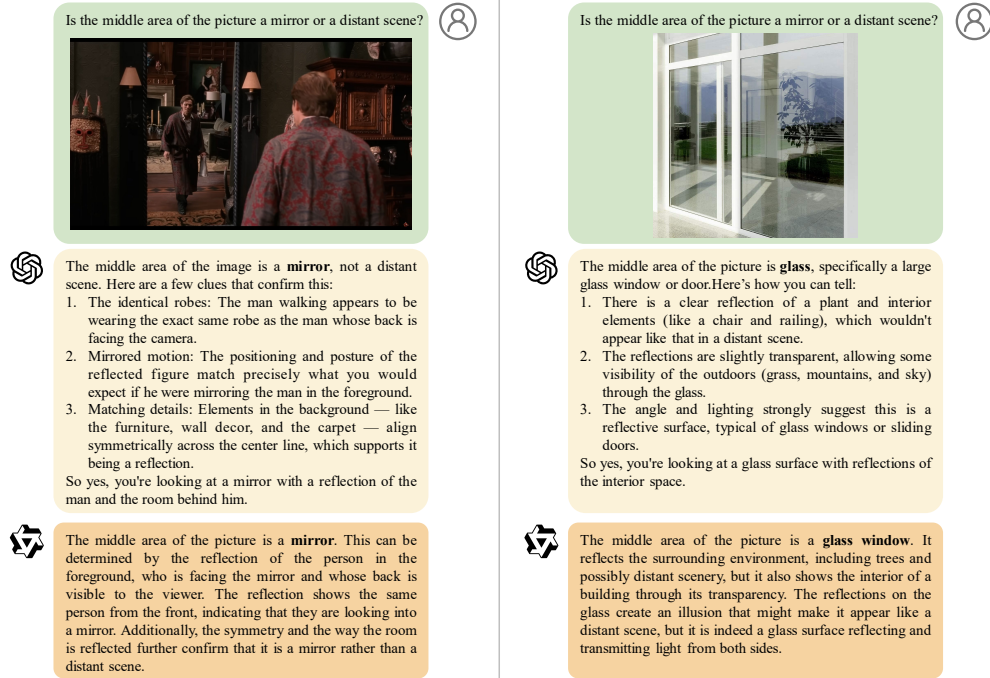 Is the middle area of the picture a mirror or a distant scene?
The middle area of the image is a mirror, not a distant
scene. Here are a few clues that confirm this:
1. The identical robes: The man walking appears to be
wearing the exact same robe as the man whose back is
facing the camera.
2. Mirrored motion: The positioning and posture of the
reflected figure match precisely what you would
expect if he were mirroring the man in the foreground.
3. Matching details: Elements in the background — like
the furniture, wall decor, and the carpet — align
symmetrically across the center line, which supports it
being a reflection.
So yes, you're looking at a mirror with a reflection of the
man and the room behind him.
The middle area of the picture is a mirror. This can be
determined by the reflection of the person in the
foreground, who is facing the mirror and whose back is
visible to the viewer. The reflection shows the same
person from the front, indicating that they are looking into
a mirror. Additionally, the symmetry and the way the room
is reflected further confirm that it is a mirror rather than a
distant scene.
Is the middle area of the picture a mirror or a distant scene?
The middle area of the picture is glass, specifically a large
glass window or door.Here's how you can tell:
1. There is a clear reflection of a plant and interior
elements (like a chair and railing), which wouldn't
appear like that in a distant scene.
2. The reflections are slightly transparent, allowing some
visibility of the outdoors (grass, mountains, and sky)
through the glass.
3. The angle and lighting strongly suggest this is a
reflective surface, typical of glass windows or sliding
doors.
So yes, you're looking at a glass surface with reflections of
the interior space.
The middle area of the picture is a glass window. It
reflects the surrounding environment, including trees and
possibly distant scenery, but it also shows the interior of a
building through its transparency. The reflections on the
glass create an illusion that might make it appear like a
distant scene, but it is indeed a glass surface reflecting and
transmitting light from both sides.